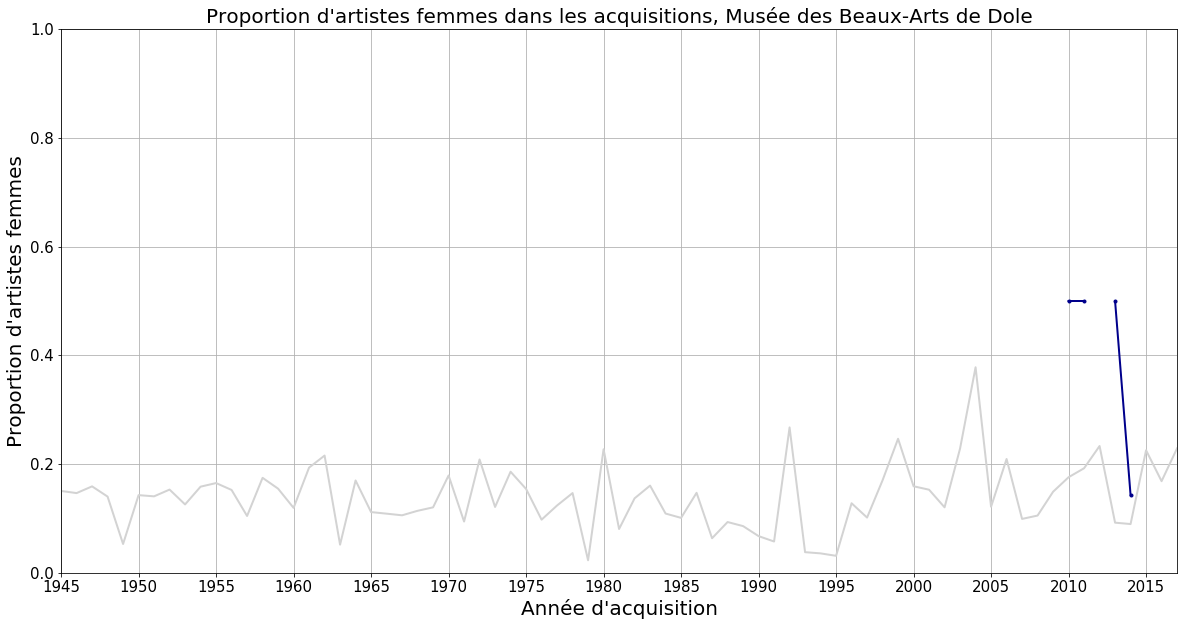 Proportion d'artistes femmes dans les acquisitions, Musée des Beaux-Arts de Dole
Proportion d'artistes femmes
1.0
0.8
0.6
0.4
0.2
0.0
1945 1950 1955 1960 1965 1970 1975 1980 1985 1990 1995 2000 2005 2010 2015
Année d'acquisition